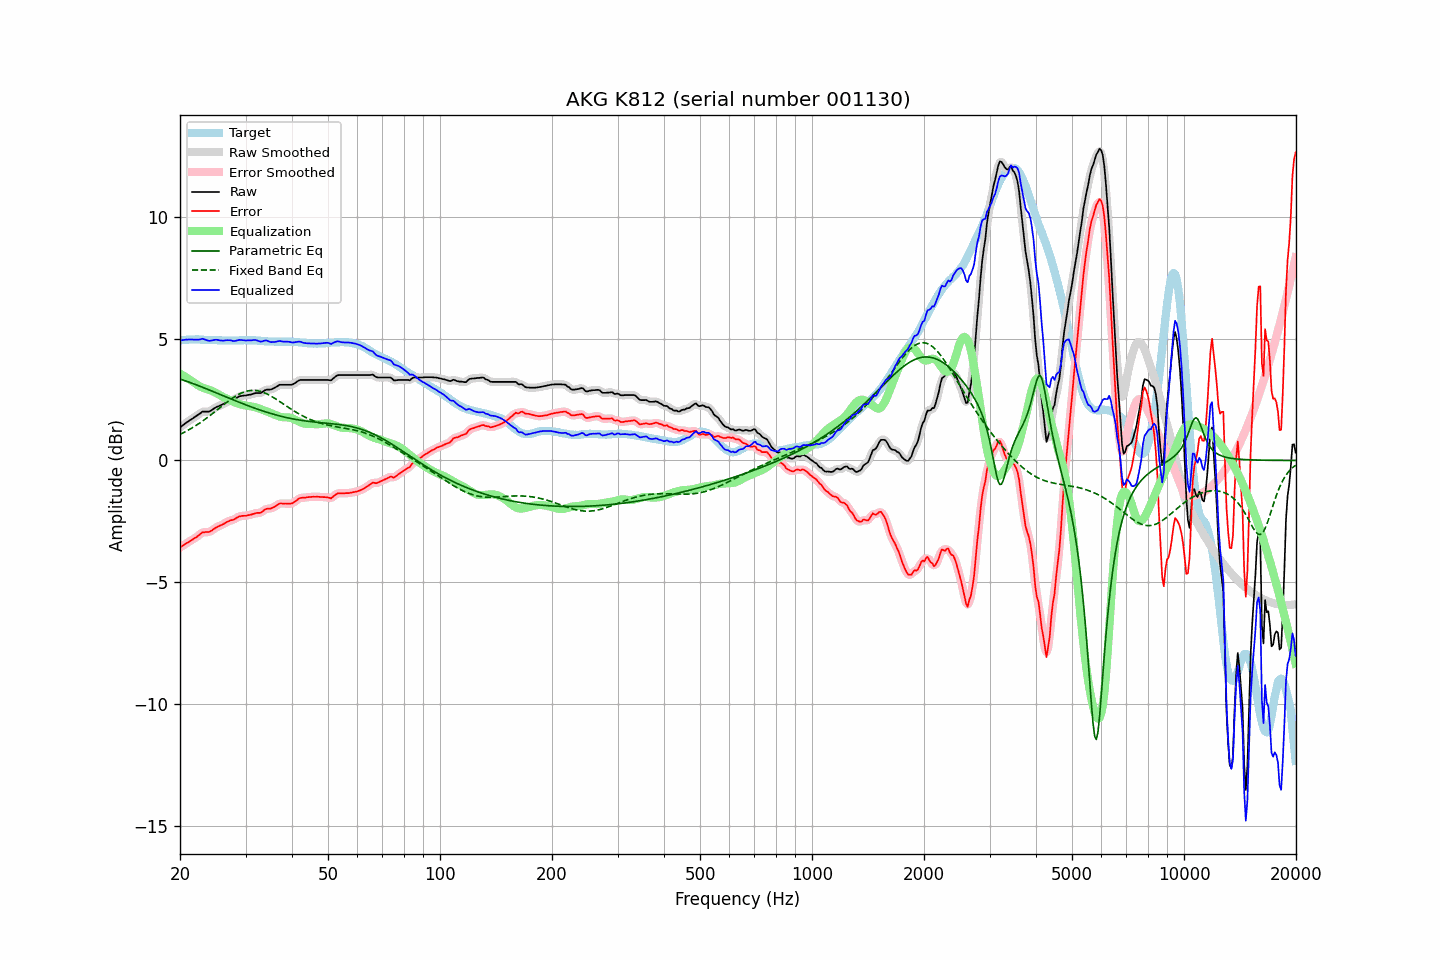 AKG K812 (serial number 001130)
Target
Raw Smoothed
Error Smoothed
Raw
Error
Equalization
Parametric Eq
Fixed Band Eq
Equalized
Amplitude (dBr)
10
5
0
−5
−10
−15
20 50 100 200 500 1000 2000 5000 10000 20000
Frequency (Hz)